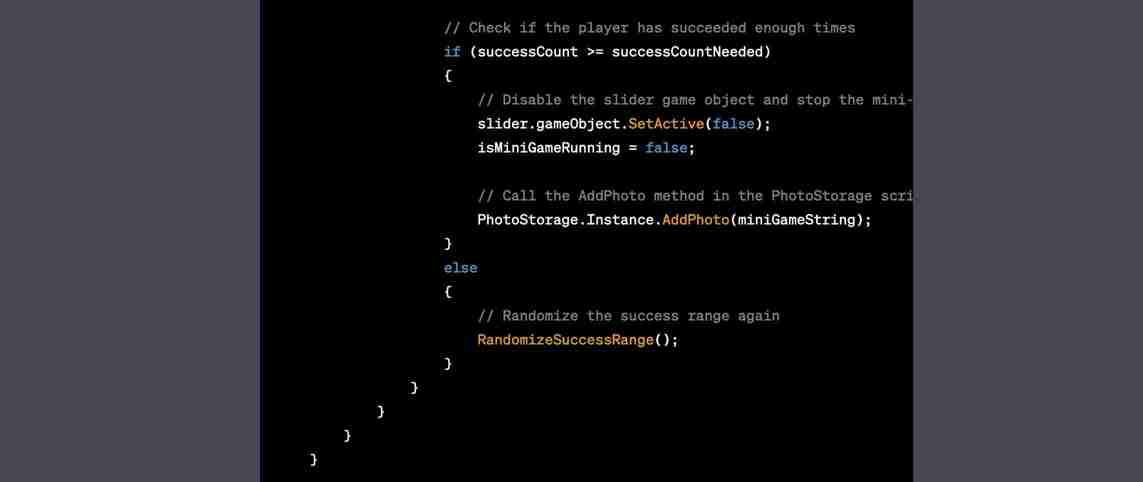 // Check if the player has succeeded enough times
if (successCount >= successCountNeeded)
{
// Disable the slider game object and stop the mini-
slider.gameObject.SetActive(false);
isMiniGameRunning = false;
// Call the AddPhoto method in the PhotoStorage scri
PhotoStorage.Instance.AddPhoto(miniGameString);
}
else
{
// Randomize the success range again
RandomizeSuccessRange();
}
}
}
}
}